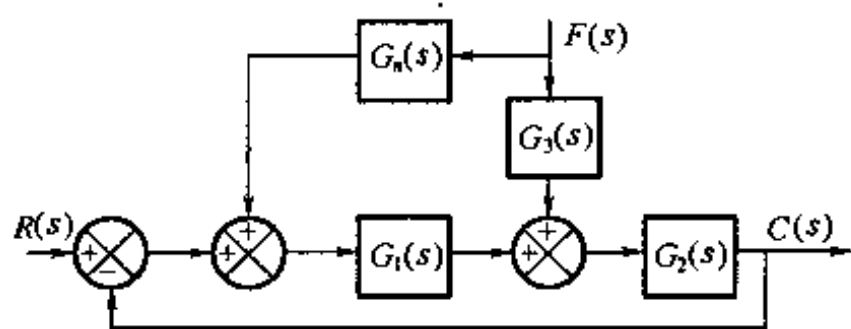 F(s)
Gₙ(s)
G₃(s)
R(s)
+
+
+
+
+
−
G₁(s)
G₂(s)
C(s)